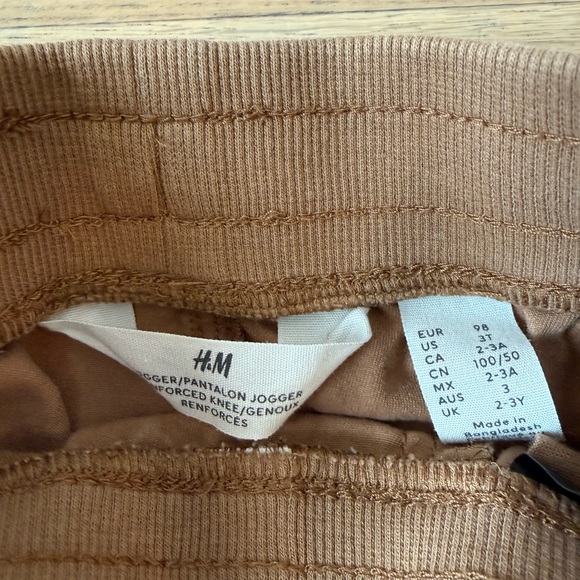 H&M
JOGGER/PANTALON JOGGER
REINFORCED KNEE/GENOUX
RENFORCÉS
EUR 98
US 3T
CA 2-3A
CN 100/50
MX 2-3A
AUS 3
UK 2-3Y
Made in
Bangladesh